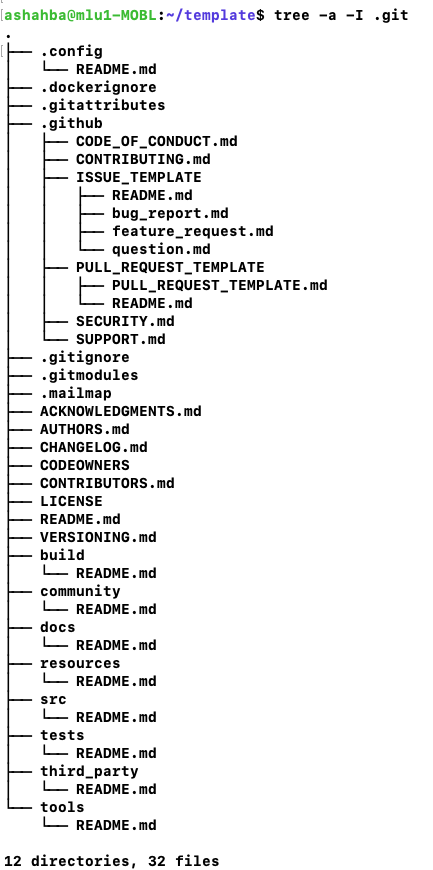 ashahba@mlu1-MOBL:~/template$ tree -a -I .git
.
├── .config
│   └── README.md
├── .dockerignore
├── .gitattributes
├── .github
│   ├── CODE_OF_CONDUCT.md
│   ├── CONTRIBUTING.md
│   ├── ISSUE_TEMPLATE
│   │   ├── README.md
│   │   ├── bug_report.md
│   │   ├── feature_request.md
│   │   └── question.md
│   ├── PULL_REQUEST_TEMPLATE
│   │   ├── PULL_REQUEST_TEMPLATE.md
│   │   └── README.md
│   ├── SECURITY.md
│   └── SUPPORT.md
├── .gitignore
├── .gitmodules
├── .mailmap
├── ACKNOWLEDGMENTS.md
├── AUTHORS.md
├── CHANGELOG.md
├── CODEOWNERS
├── CONTRIBUTORS.md
├── LICENSE
├── README.md
├── VERSIONING.md
├── build
│   └── README.md
├── community
│   └── README.md
├── docs
│   └── README.md
├── resources
│   └── README.md
├── src
│   └── README.md
├── tests
│   └── README.md
├── third_party
│   └── README.md
└── tools
    └── README.md

12 directories, 32 files